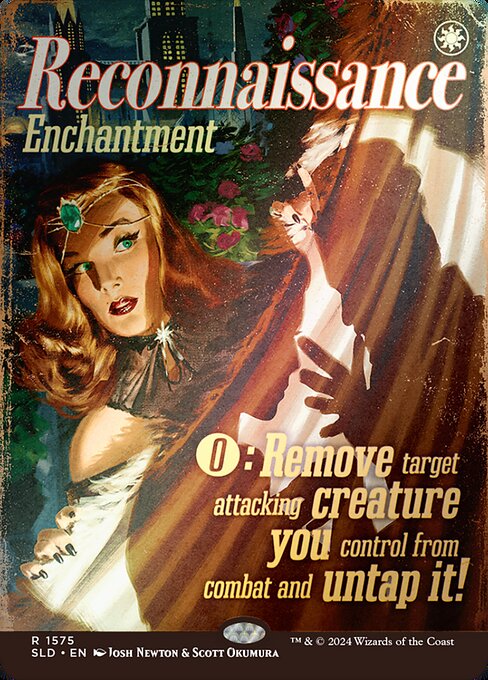 Reconnaissance
Enchantment
0: Remove target
attacking creature
you control from
combat and untap it!
R 1575
SLD • EN Josh Newton & Scott Okumura
™ & © 2024 Wizards of the Coast